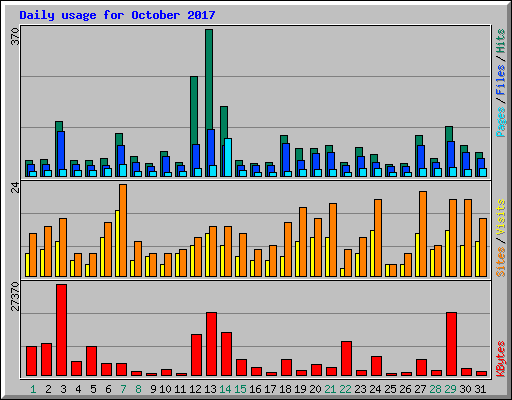 Daily usage for October 2017
370
Pages / Files / Hits
24
Sites / Visits
27370
KBytes
1 2 3 4 5 6 7 8 9 10 11 12 13 14 15 16 17 18 19 20 21 22 23 24 25 26 27 28 29 30 31